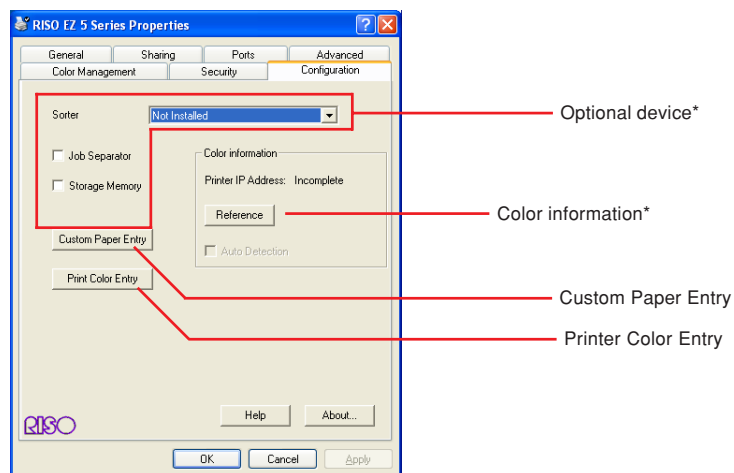 RISO EZ 5 Series Properties
General Sharing Ports Advanced
Color Management Security Configuration
Sorter Not Installed
Optional device*
Job Separator
Storage Memory
Color information
Printer IP Address: Incomplete
Reference
Color information*
Auto Detection
Custom Paper Entry
Print Color Entry
Custom Paper Entry
Printer Color Entry
RISO
Help About...
OK Cancel Apply